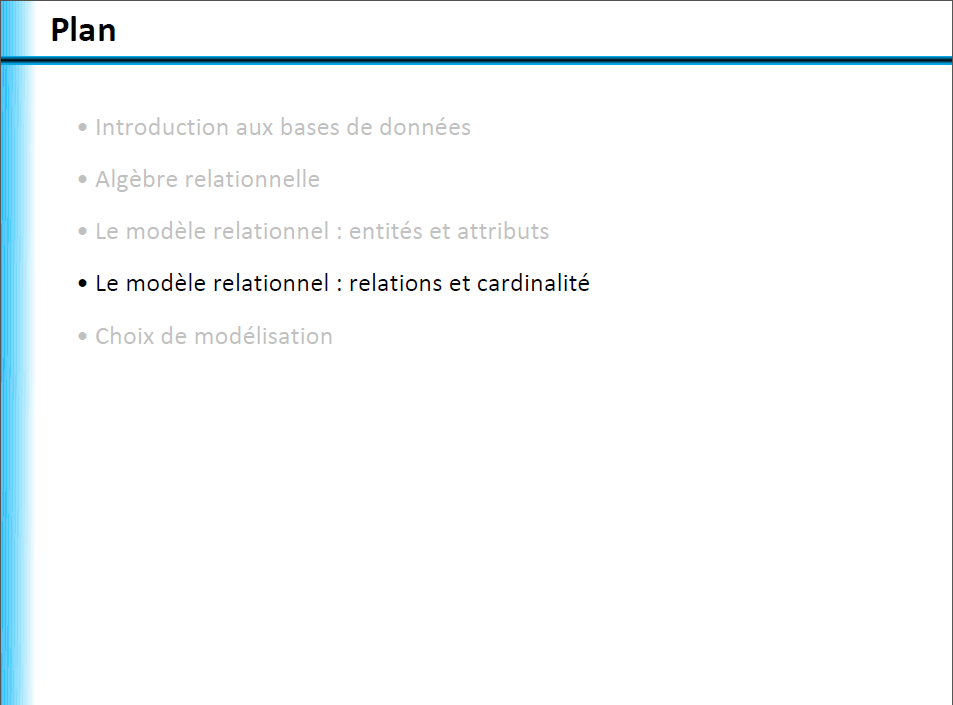 Plan
• Introduction aux bases de données
• Algèbre relationnelle
• Le modèle relationnel : entités et attributs
• Le modèle relationnel : relations et cardinalité
• Choix de modélisation